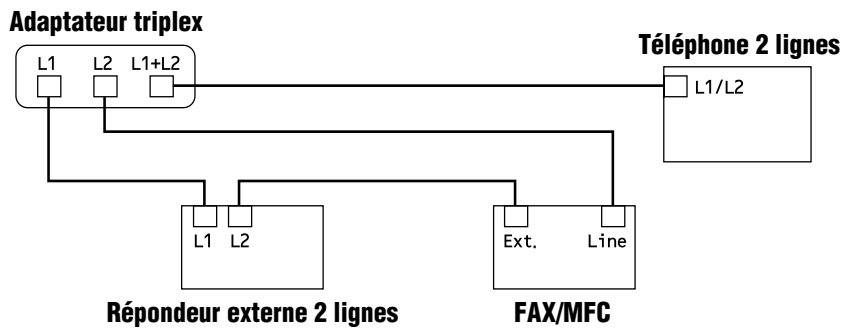 Adaptateur triplex
L1 L2 L1+L2
Téléphone 2 lignes
L1/L2
L1 L2
Ext. Line
Répondeur externe 2 lignes
FAX/MFC